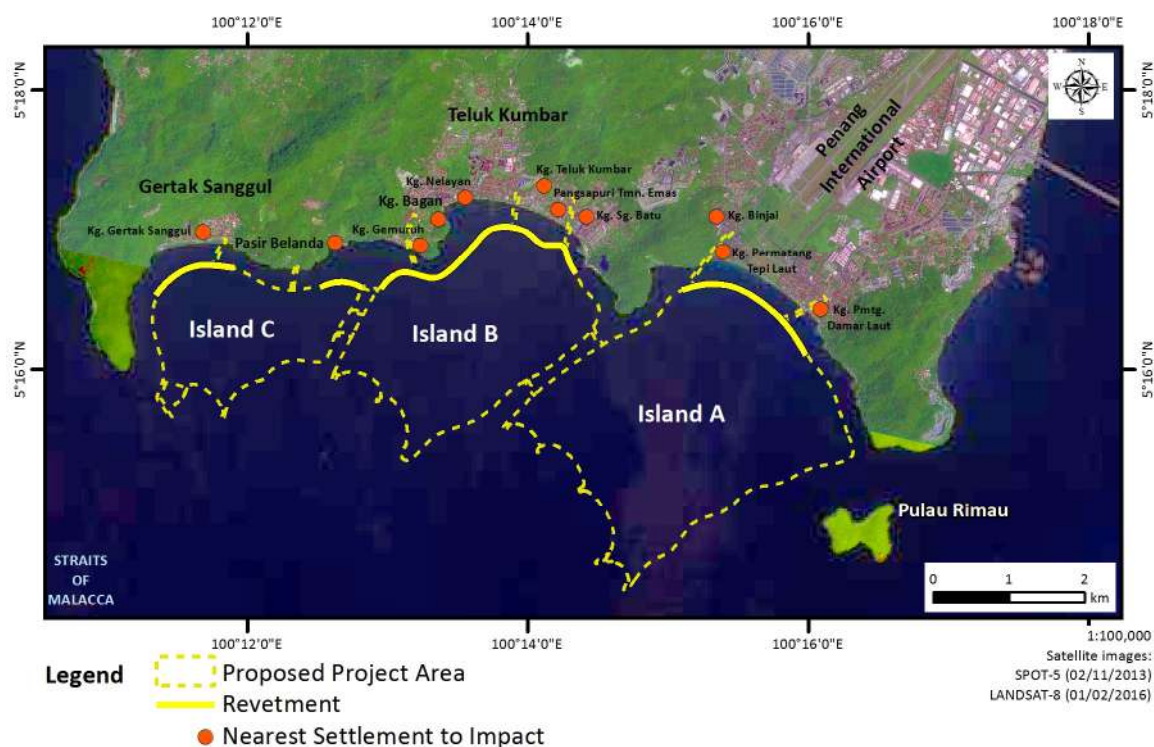 100°12'0"E
100°14'0"E
100°16'0"E
100°18'0"E
5°18'0"N
5°18'0"N
N
W E
S
Teluk Kumbar
Penang
International
Airport
Gertak Sanggul
Kg. Nelayan
Kg. Teluk Kumbar
Pangsapuri Tmn. Emas
Kg. Bagan
Kg. Sg. Batu
Kg. Binjai
Kg. Gertak Sanggul
Pasir Belanda
Kg. Gemuruh
Kg. Permatang
Tepi Laut
Kg. Pmtg.
Damar Laut
Island C
Island B
Island A
5°16'0"N
5°16'0"N
Pulau Rimau
STRAITS
OF
MALACCA
0 1 2
km
100°12'0"E
100°14'0"E
100°16'0"E
1:100,000
Satellite images:
SPOT-5 (02/11/2013)
LANDSAT-8 (01/02/2016)
Legend
Proposed Project Area
Revetment
Nearest Settlement to Impact